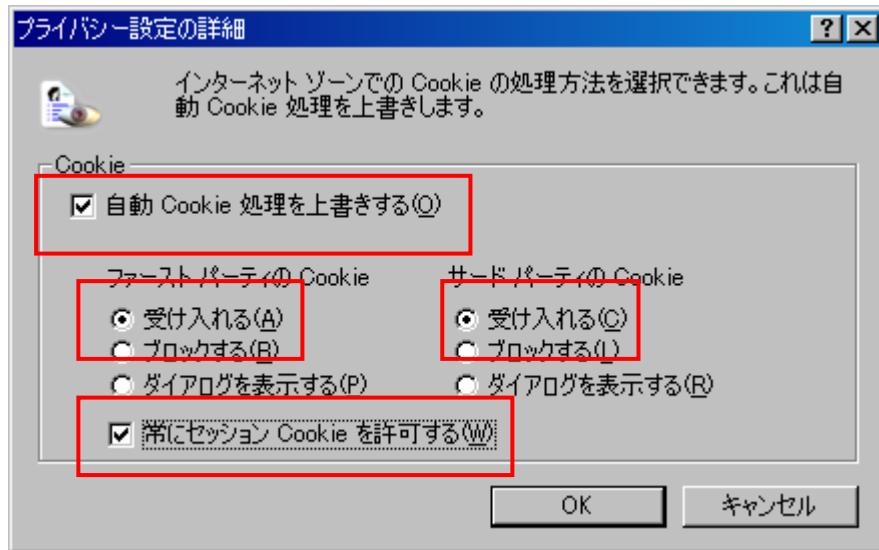 プライバシー設定の詳細
インターネット ゾーンでの Cookie の処理方法を選択できます。これは自
動 Cookie 処理を上書きします。
Cookie
自動 Cookie 処理を上書きする(O)
ファースト パーティの Cookie サード パーティの Cookie
受け入れる(A) 受け入れる(C)
ブロックする(B) ブロックする(L)
ダイアログを表示する(P) ダイアログを表示する(R)
常にセッション Cookie を許可する(W)
OK キャンセル